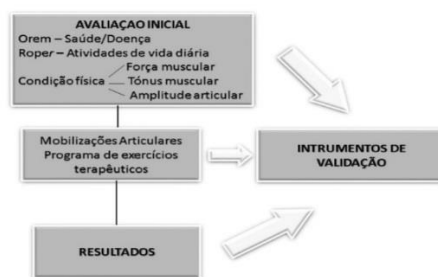 AVALIAÇAO INICIAL
Orem – Saúde/Doença
Roper – Atividades de vida diária
Força muscular
Condição física
Tónus muscular
Amplitude articular
Mobilizações Articulares
Programa de exercícios
terapêuticos
INTRUMENTOS DE
VALIDAÇÃO
RESULTADOS